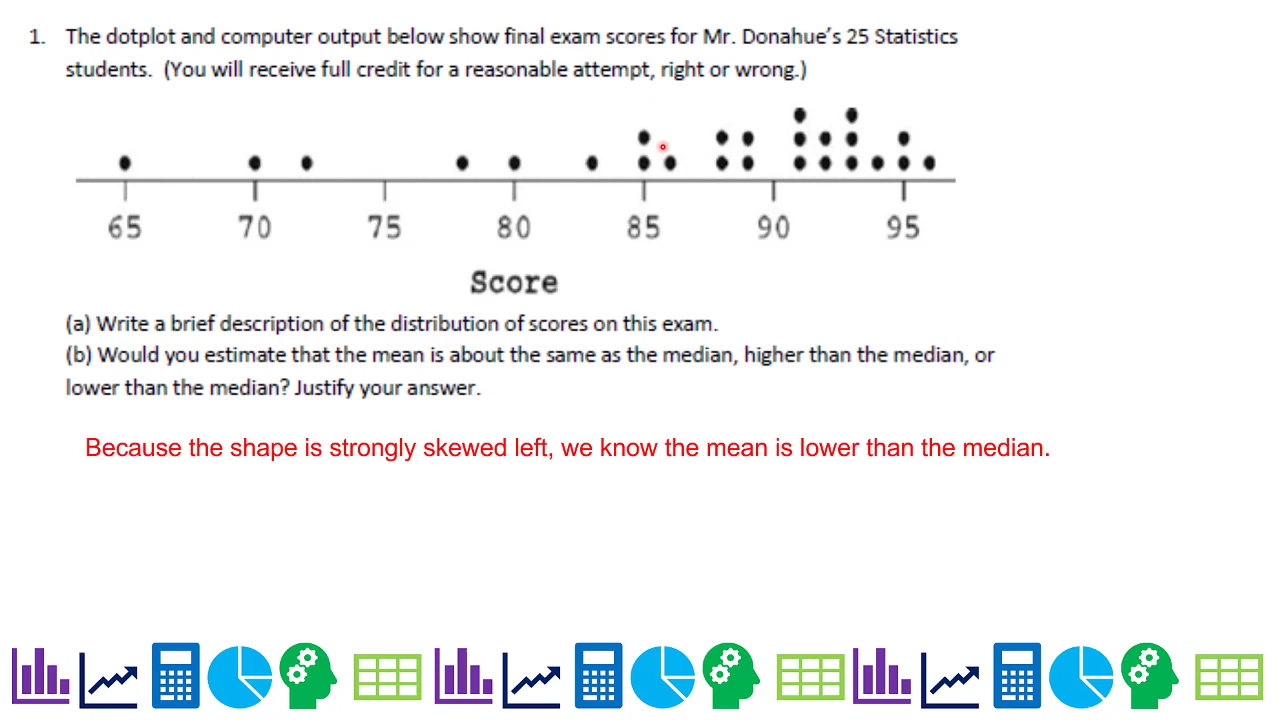 1. The dotplot and computer output below show final exam scores for Mr. Donahue's 25 Statistics
students. (You will receive full credit for a reasonable attempt, right or wrong.)
65 70 75 80 85 90 95
Score
(a) Write a brief description of the distribution of scores on this exam.
(b) Would you estimate that the mean is about the same as the median, higher than the median, or
lower than the median? Justify your answer.
Because the shape is strongly skewed left, we know the mean is lower than the median.